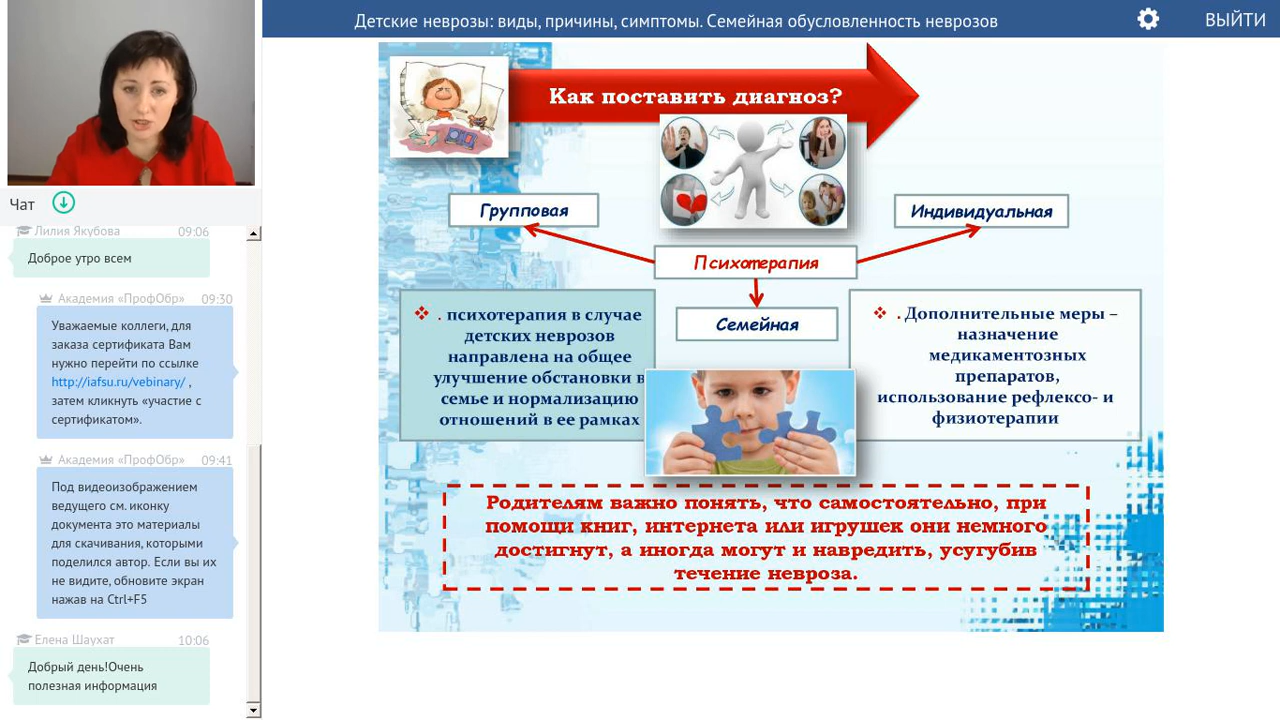 Детские неврозы: виды, причины, симптомы. Семейная обусловленность неврозов
ВЫЙТИ
Чат
Лилия Якубова 09:06
Доброе утро всем
Академия «ПрофОбр» 09:30
Уважаемые коллеги, для
заказа сертификата Вам
нужно перейти по ссылке
http://iafsu.ru/vebinary/ ,
затем кликнуть «участие с
сертификатом».
Академия «ПрофОбр» 09:41
Под видеоизображением
ведущего см. иконку
документа это материалы
для скачивания, которыми
поделился автор. Если вы их
не видите, обновите экран
нажав на Ctrl+F5
Елена Шаухат 10:06
Добрый день!Очень
полезная информация
Как поставить диагноз?
Групповая
Индивидуальная
Психотерапия
Семейная
. психотерапия в случае
детских неврозов
направлена на общее
улучшение обстановки в
семье и нормализацию
отношений в ее рамках
. Дополнительные меры –
назначение
медикаментозных
препаратов,
использование рефлексо- и
физиотерапии
Родителям важно понять, что самостоятельно, при
помощи книг, интернета или игрушек они немного
достигнут, а иногда могут и навредить, усугубив
течение невроза.